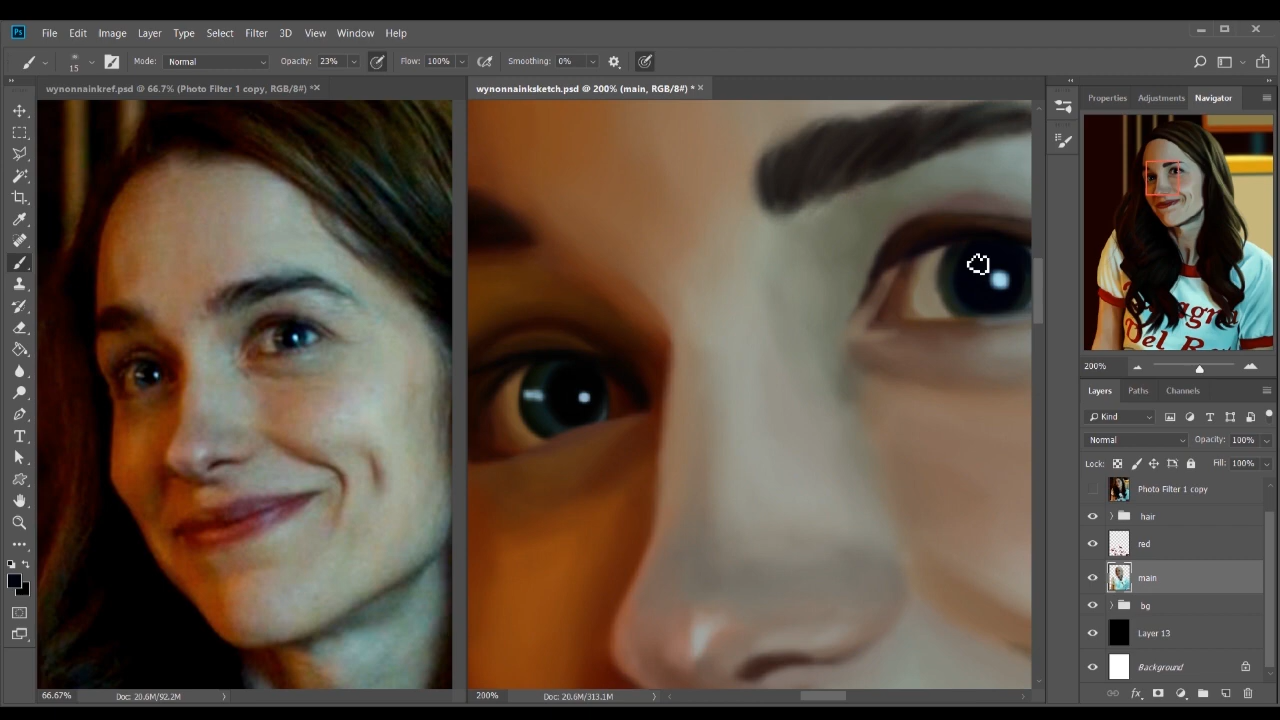 Ps File Edit Image Layer Type Select Filter 3D View Window Help
15 Mode: Normal Opacity: 23% Flow: 100% Smoothing: 0%
wynonnainkref.psd @ 66.7% (Photo Filter 1 copy, RGB/8#) *
wynonnainksketch.psd @ 200% (main, RGB/8#) *
Properties Adjustments Navigator
Del Re
200%
Layers Paths Channels
Kind
Normal Opacity: 100%
Lock: Fill: 100%
Photo Filter 1 copy
hair
red
main
bg
Layer 13
Background
66.67% Doc: 20.6M/92.2M
200% Doc: 20.6M/313.1M
fx